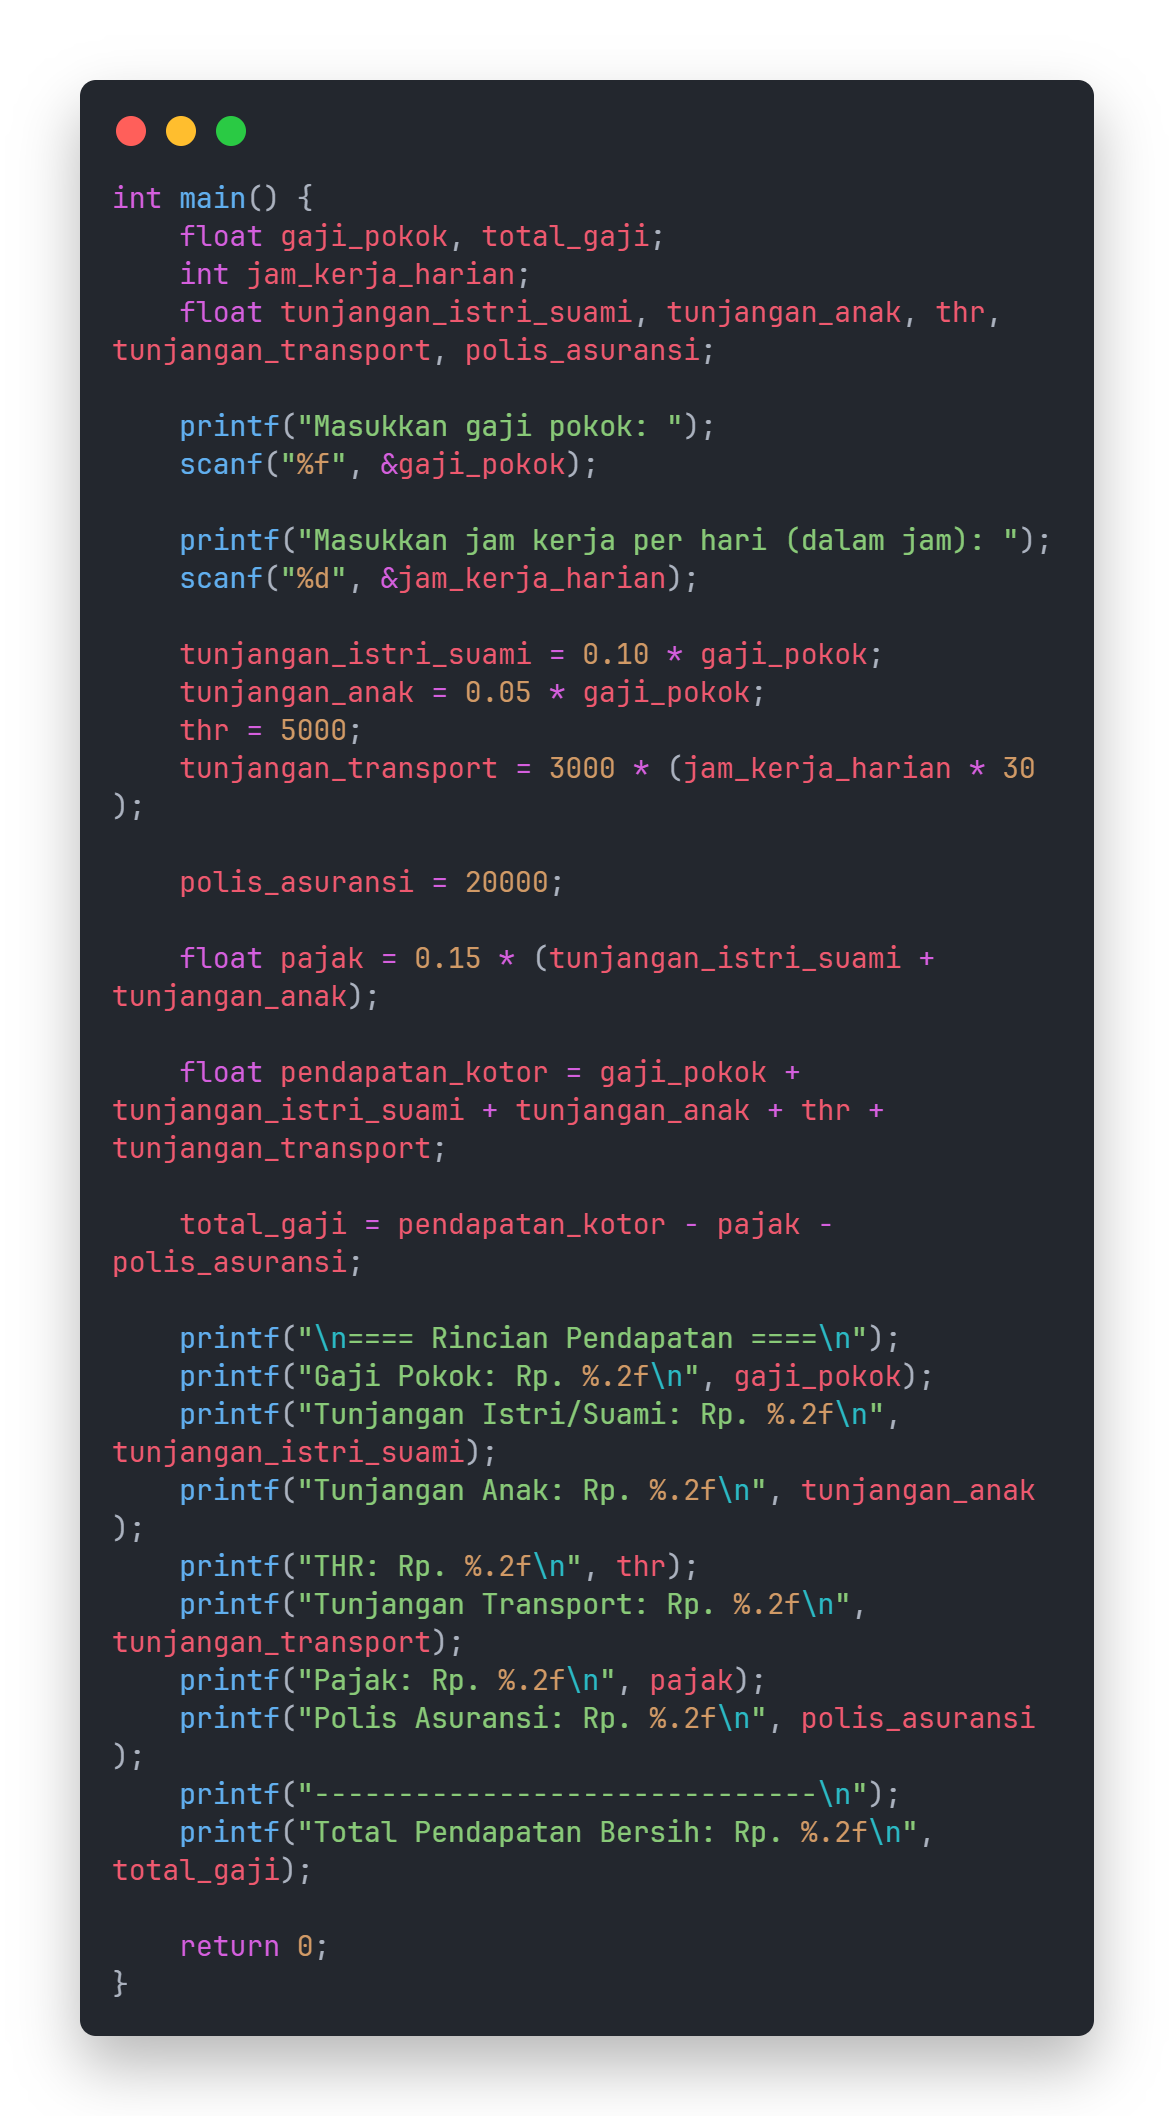 int main() {
    float gaji_pokok, total_gaji;
    int jam_kerja_harian;
    float tunjangan_istri_suami, tunjangan_anak, thr,
tunjangan_transport, polis_asuransi;

    printf("Masukkan gaji pokok: ");
    scanf("%f", &gaji_pokok);

    printf("Masukkan jam kerja per hari (dalam jam): ");
    scanf("%d", &jam_kerja_harian);

    tunjangan_istri_suami = 0.10 * gaji_pokok;
    tunjangan_anak = 0.05 * gaji_pokok;
    thr = 5000;
    tunjangan_transport = 3000 * (jam_kerja_harian * 30
);

    polis_asuransi = 20000;

    float pajak = 0.15 * (tunjangan_istri_suami +
tunjangan_anak);

    float pendapatan_kotor = gaji_pokok +
tunjangan_istri_suami + tunjangan_anak + thr +
tunjangan_transport;

    total_gaji = pendapatan_kotor - pajak -
polis_asuransi;

    printf("\n==== Rincian Pendapatan ====\n");
    printf("Gaji Pokok: Rp. %.2f\n", gaji_pokok);
    printf("Tunjangan Istri/Suami: Rp. %.2f\n",
tunjangan_istri_suami);
    printf("Tunjangan Anak: Rp. %.2f\n", tunjangan_anak
);
    printf("THR: Rp. %.2f\n", thr);
    printf("Tunjangan Transport: Rp. %.2f\n",
tunjangan_transport);
    printf("Pajak: Rp. %.2f\n", pajak);
    printf("Polis Asuransi: Rp. %.2f\n", polis_asuransi
);
    printf("------------------------------\n");
    printf("Total Pendapatan Bersih: Rp. %.2f\n",
total_gaji);

    return 0;
}